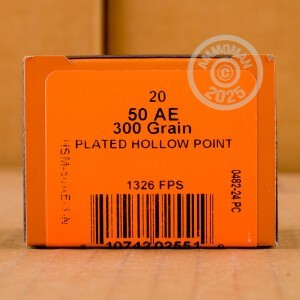 AMMOMAN
©
2025
20
50 AE
300 Grain
PLATED HOLLOW POINT
1326 FPS
0482-24 PC